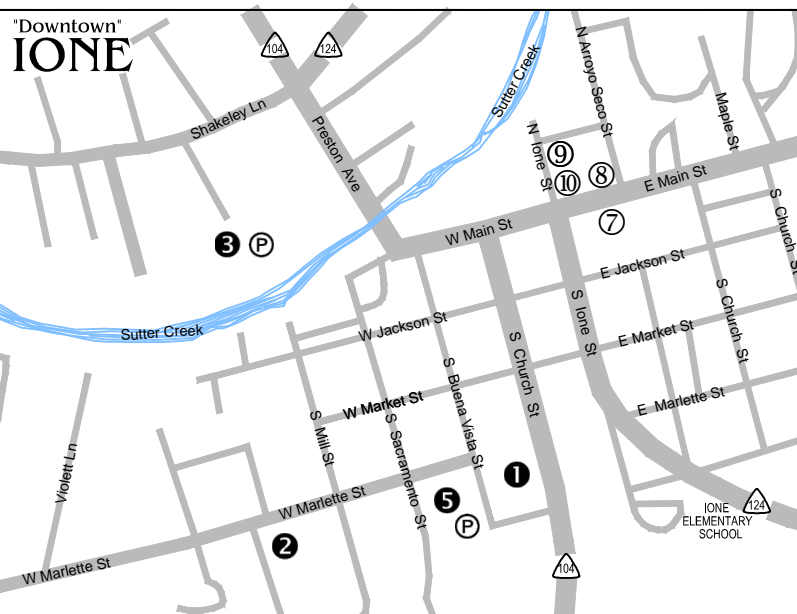 "Downtown"
IONE
104
124
Sutter Creek
N Arroyo Seco St
Maple St
Shakeley Ln
Preston Ave
N Ione St
9
10
8
E Main St
7
W Main St
S Church St
3 P
E Jackson St
Sutter Creek
W Jackson St
S Ione St
S Church St
E Market St
S Church St
S Buena Vista St
W Market St
E Marlette St
S Mill St
S Sacramento St
Violett Ln
1
W Marlette St
5
P
IONE
ELEMENTARY
SCHOOL
124
2
W Marlette St
104